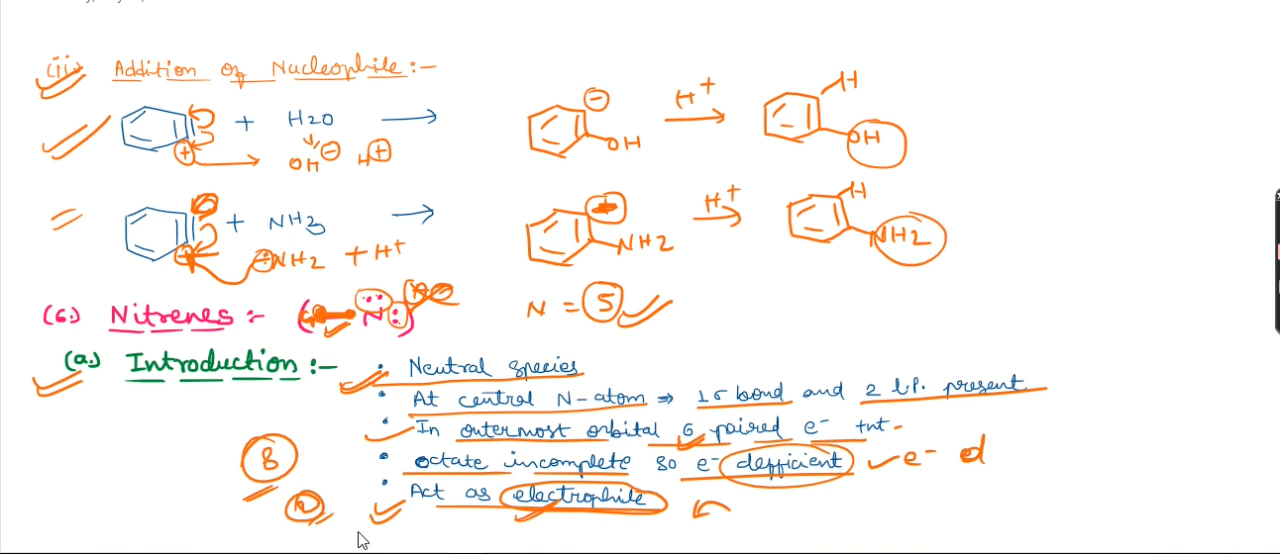 (ii) Addition of Nucleophile:-
+ H2O → ⊖ OH H+ → H OH
OH⊖ H⊕
+ NH3 → NH2 H+ → H NH2
⊖NH2 + H+
(6.) Nitrenes :- N N = 5
(a.) Introduction :- • Neutral species
• At central N-atom ⇒ 1σ bond and 2 l.P. present
• In outermost orbital 6 paired e- tnt-
8 • octate incomplete so e- defficient e- d
• Act as electrophile